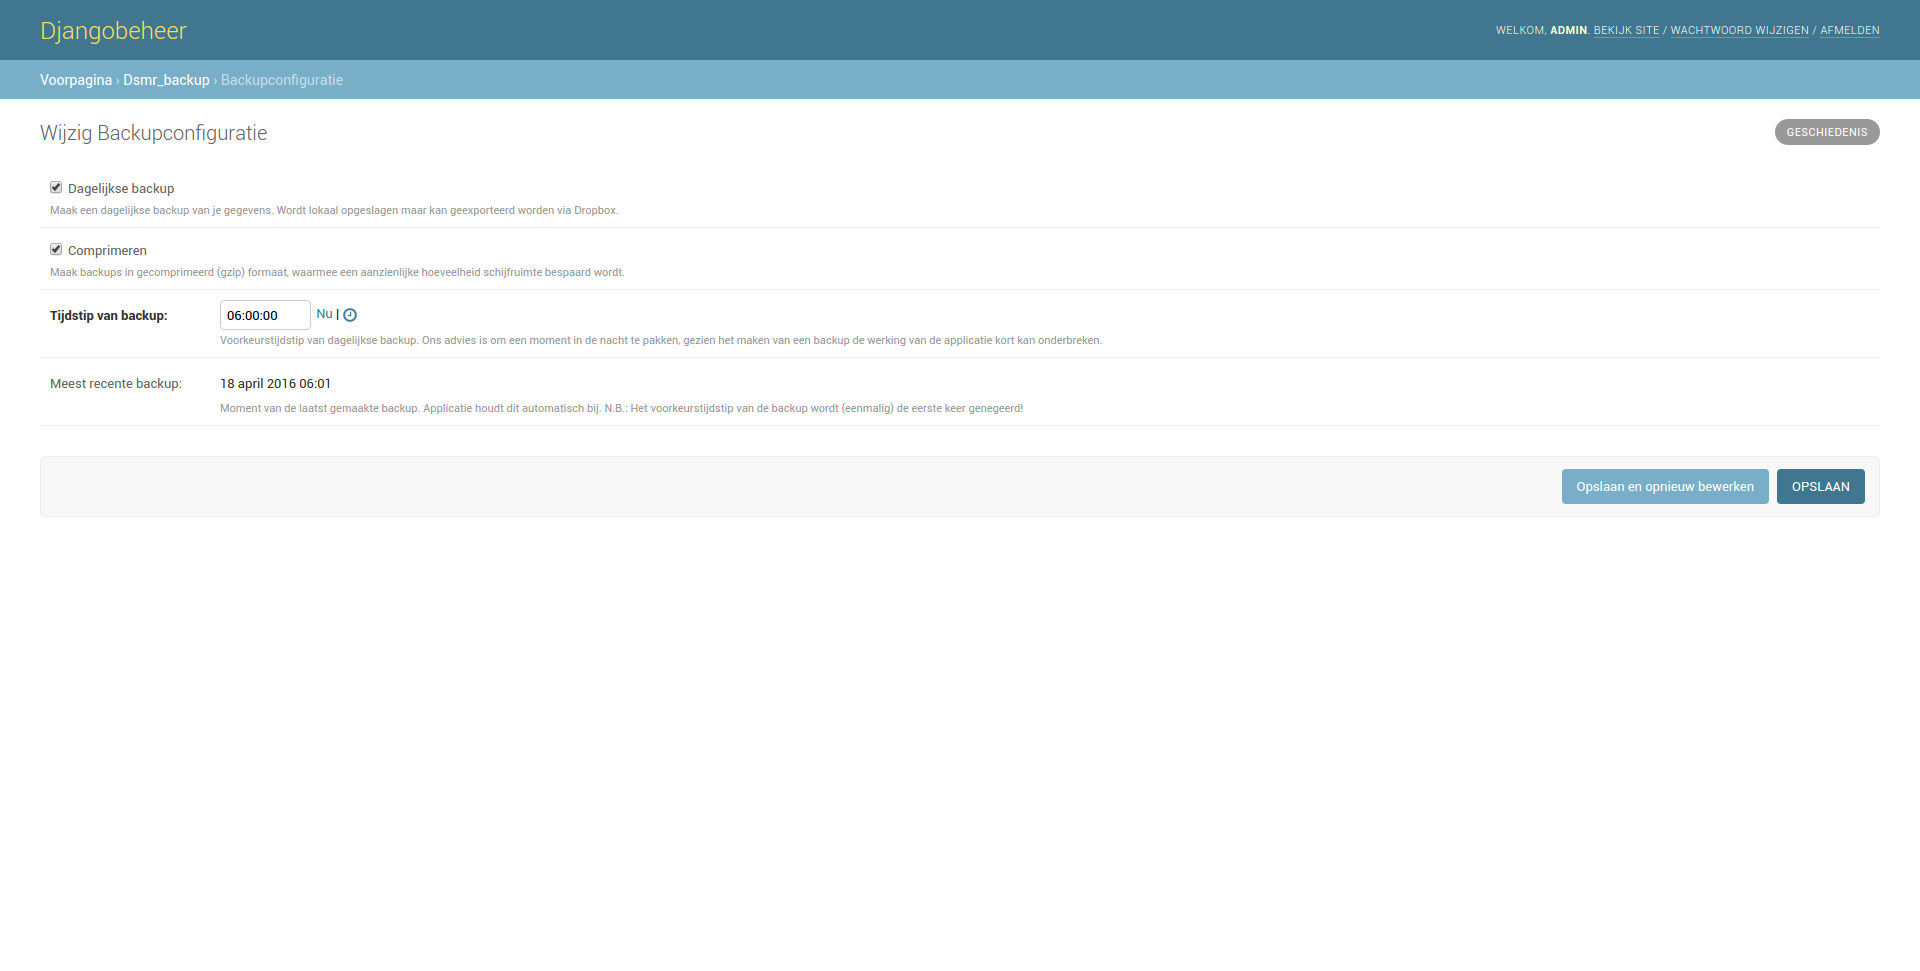 Djangobeheer
WELKOM, ADMIN. BEKIJK SITE / WACHTWOORD WIJZIGEN / AFMELDEN
Voorpagina › Dsmr_backup › Backupconfiguratie
Wijzig Backupconfiguratie
GESCHIEDENIS
Dagelijkse backup
Maak een dagelijkse backup van je gegevens. Wordt lokaal opgeslagen maar kan geexporteerd worden via Dropbox.
Comprimeren
Maak backups in gecomprimeerd (gzip) formaat, waarmee een aanzienlijke hoeveelheid schijfruimte bespaard wordt.
Tijdstip van backup: 06:00:00 Nu |
Voorkeurstijdstip van dagelijkse backup. Ons advies is om een moment in de nacht te pakken, gezien het maken van een backup de werking van de applicatie kort kan onderbreken.
Meest recente backup: 18 april 2016 06:01
Moment van de laatst gemaakte backup. Applicatie houdt dit automatisch bij. N.B.: Het voorkeurstijdstip van de backup wordt (eenmalig) de eerste keer genegeerd!
Opslaan en opnieuw bewerken
OPSLAAN